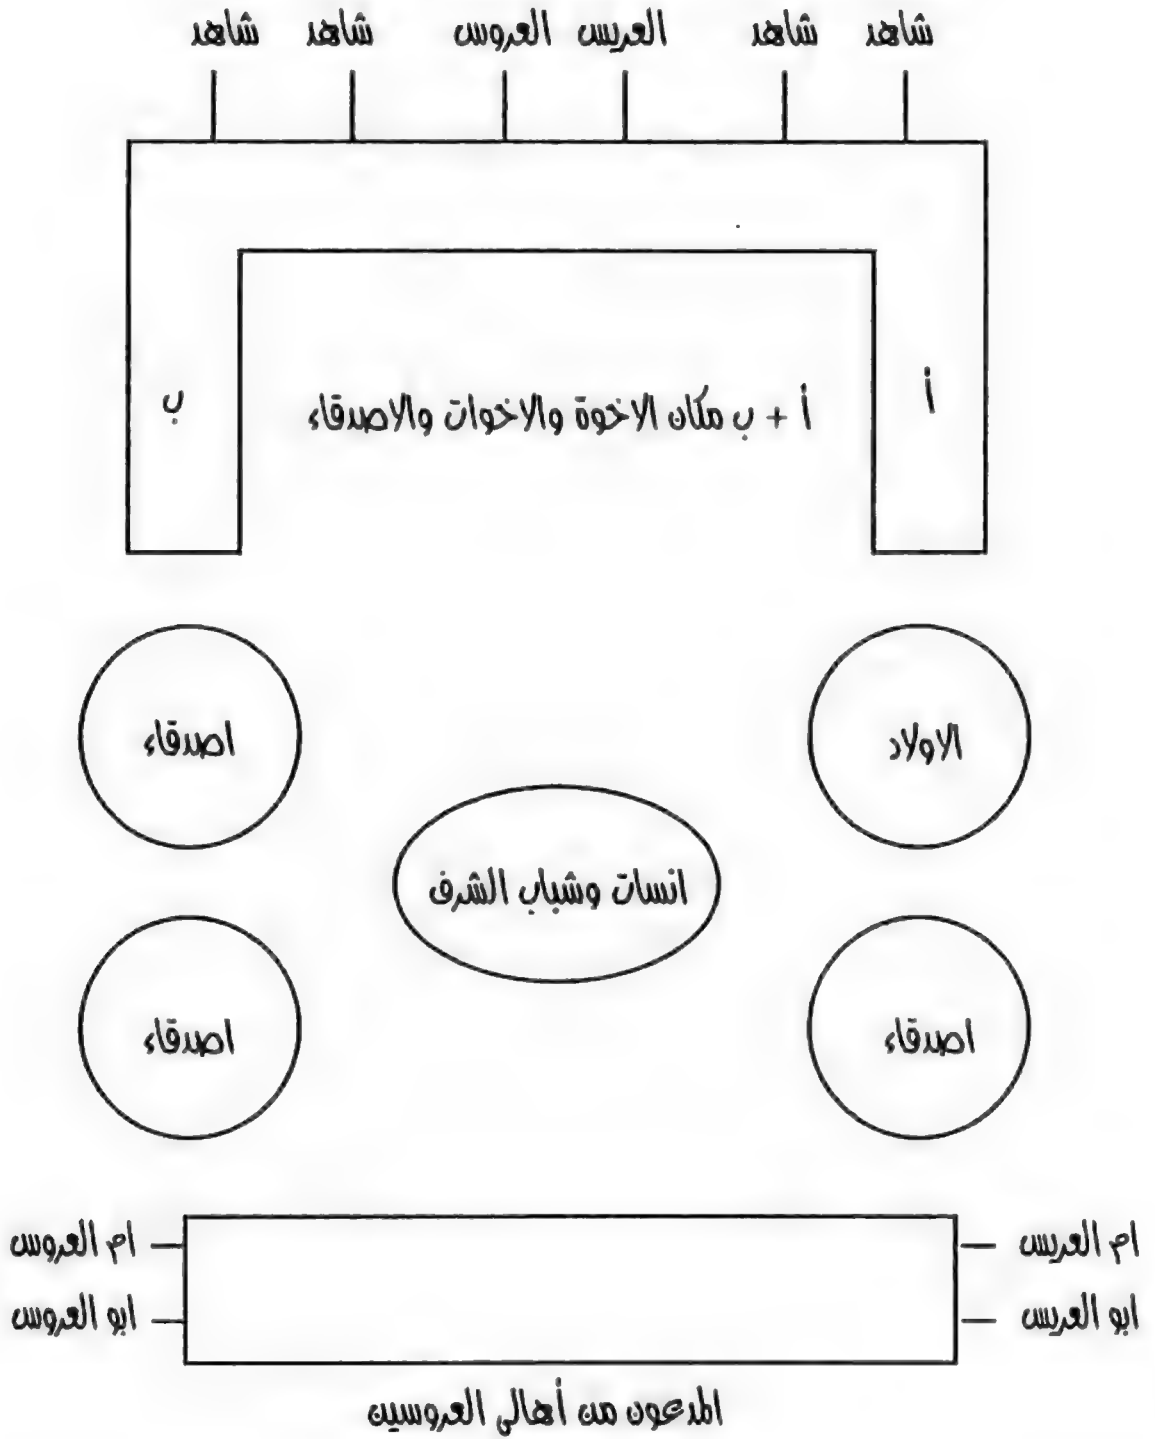 شاهد شاهد العريس العروس شاهد شاهد
أ
أ + ب مكان الاخوة والاخوات والاصدقاء
ب
الاولاد
اصدقاء
انسات وشباب الشرف
اصدقاء
اصدقاء
ام العريس
ام العروس
ابو العريس
ابو العروس
المدعون من أهالي العروسين